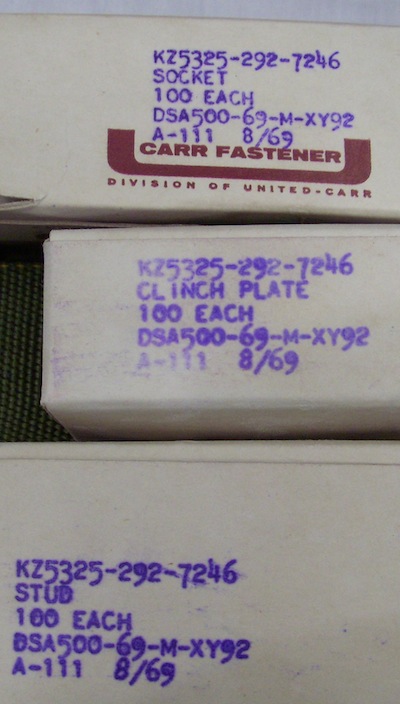 KZ5325-292-7246
SOCKET
100 EACH
DSA500-69-M-XY92
A-111 8/69
CARR FASTENER
DIVISION OF UNITED-CARR
KZ5325-292-7246
CLINCH PLATE
100 EACH
DSA500-69-M-XY92
A-111 8/69
KZ5325-292-7246
STUD
100 EACH
DSA500-69-M-XY92
A-111 8/69